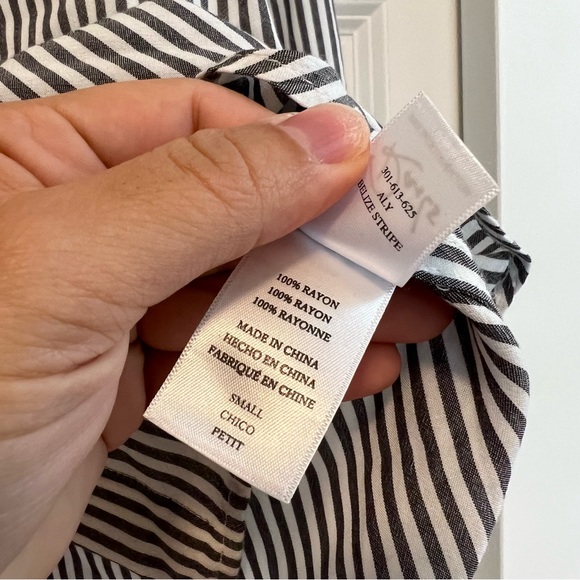 301-613-625
ALY
BELIZE STRIPE
100% RAYON
100% RAYON
100% RAYONNE
MADE IN CHINA
HECHO EN CHINA
FABRIQUÉ EN CHINE
SMALL
CHICO
PETIT